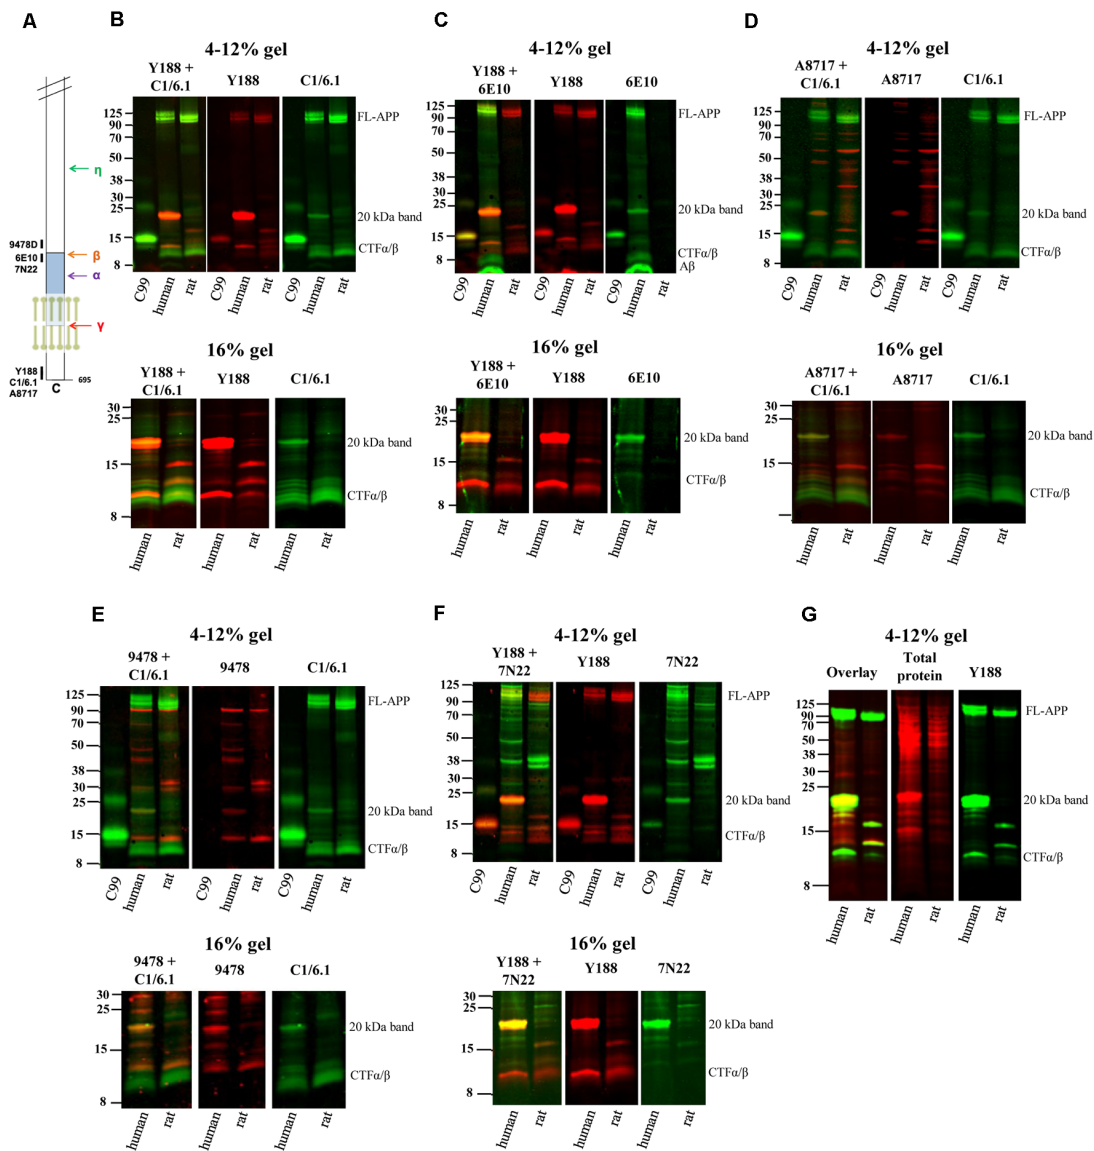 A
η
9478D
6E10
7N22
β
α
γ
Y188
C1/6.1
A8717
C
695
B
4-12% gel
Y188 +
C1/6.1
Y188
C1/6.1
125
90
70
50
38
30
25
15
8
FL-APP
20 kDa band
CTFα/β
C99
human
rat
human
rat
C99
human
rat
16% gel
Y188 +
C1/6.1
Y188
C1/6.1
30
25
15
8
20 kDa band
CTFα/β
human
rat
human
rat
human
rat
C
4-12% gel
Y188 +
6E10
Y188
6E10
125
90
70
50
38
30
25
15
8
FL-APP
20 kDa band
CTFα/β
Aβ
C99
human
rat
C99
human
rat
C99
human
rat
16% gel
Y188 +
6E10
Y188
6E10
30
25
15
8
20 kDa band
CTFα/β
human
rat
human
rat
human
rat
D
4-12% gel
A8717 +
C1/6.1
A8717
C1/6.1
125
90
70
50
38
30
25
15
8
FL-APP
20 kDa band
CTFα/β
C99
human
rat
C99
human
rat
C99
human
rat
16% gel
A8717 +
C1/6.1
A8717
C1/6.1
30
25
15
20 kDa band
CTFα/β
human
rat
human
rat
human
rat
E
4-12% gel
9478 +
C1/6.1
9478
C1/6.1
125
90
70
50
38
30
25
15
8
FL-APP
20 kDa band
CTFα/β
C99
human
rat
C99
human
rat
C99
human
rat
16% gel
9478 +
C1/6.1
9478
C1/6.1
30
25
15
8
20 kDa band
CTFα/β
human
rat
human
rat
human
rat
F
4-12% gel
Y188 +
7N22
Y188
7N22
125
90
70
50
38
30
25
15
8
FL-APP
20 kDa band
CTFα/β
C99
human
rat
C99
human
rat
C99
human
rat
16% gel
Y188 +
7N22
Y188
7N22
30
25
15
8
20 kDa band
CTFα/β
human
rat
human
rat
human
rat
G
4-12% gel
Overlay
Total
protein
Y188
125
90
70
50
38
30
25
15
8
FL-APP
20 kDa band
CTFα/β
human
rat
human
rat
human
rat